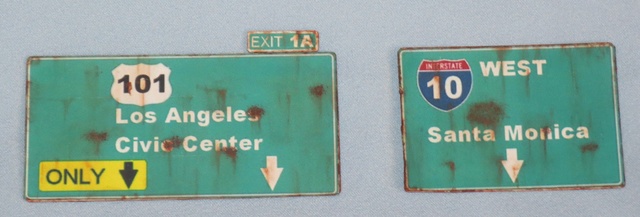 EXIT 1A
101
Los Angeles
Civic Center
ONLY
INTERSTATE
10
WEST
Santa Monica